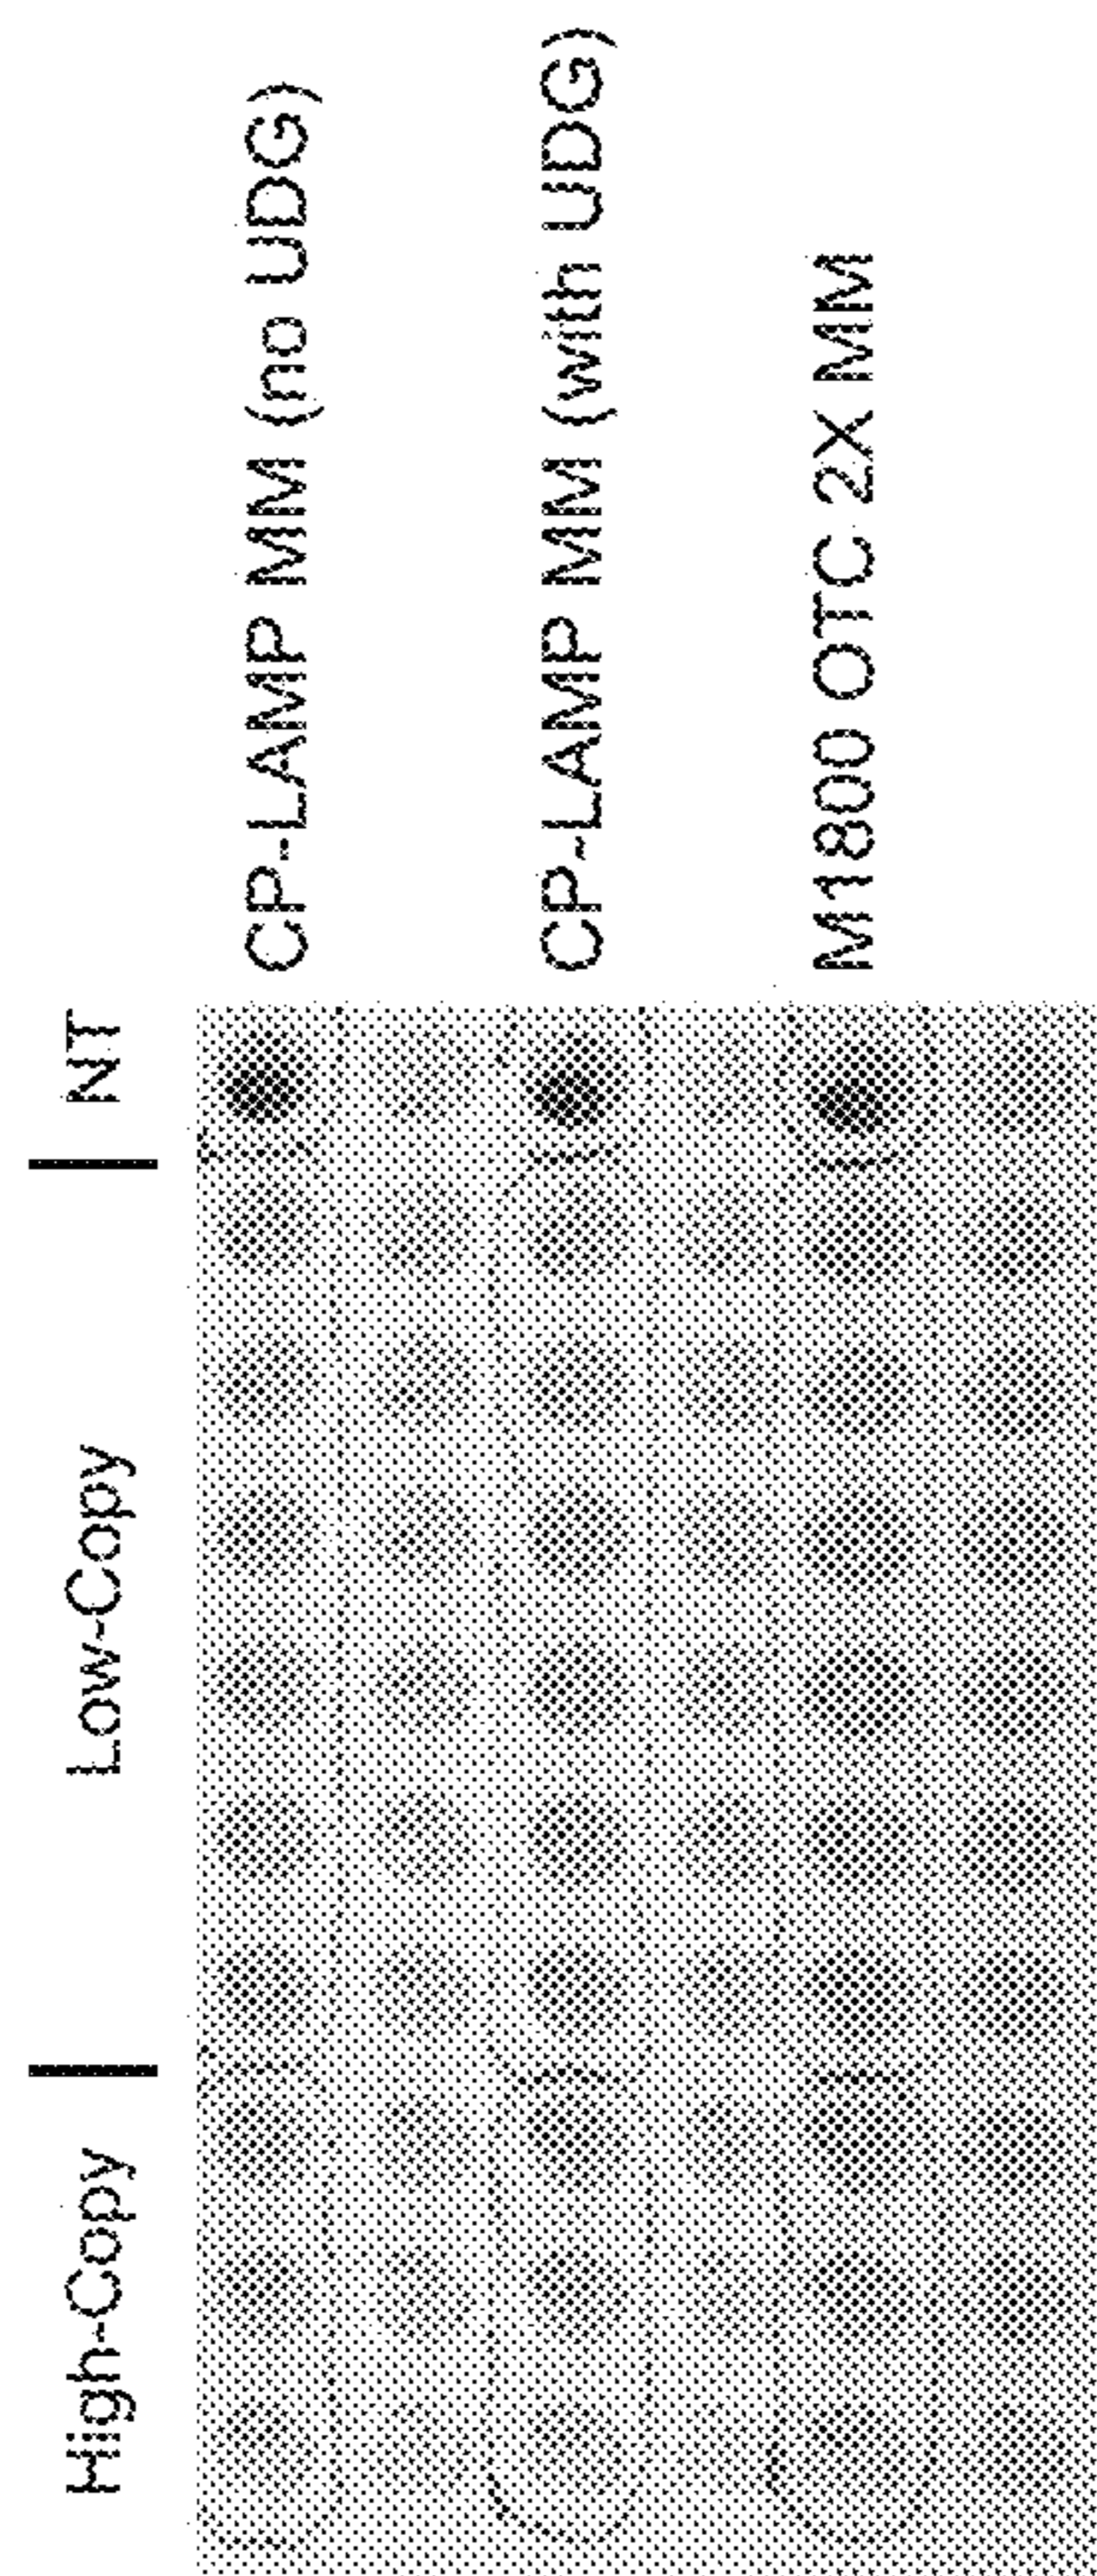 High-Copy | Low-Copy | NT
CP-LAMP MM (no UDG)
CP-LAMP MM (with UDG)
M1800 OTC 2X MM